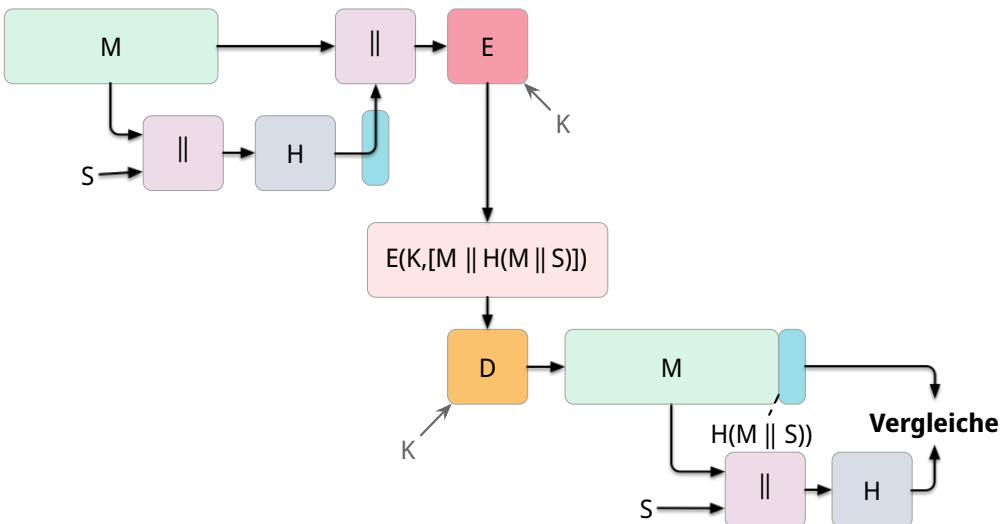 M
||
E
K
||
H
S
E(K,[M || H(M || S)])
D
M
K
H(M || S))
Vergleiche
||
H
S